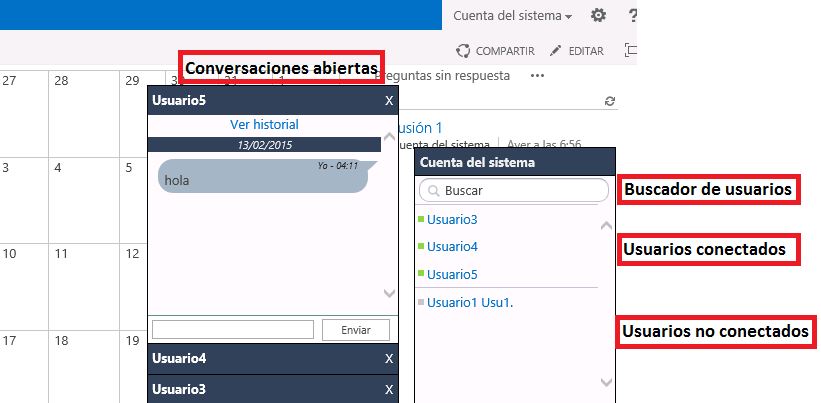 Cuenta del sistema
?
COMPARTIR EDITAR
Conversaciones abiertas
Preguntas sin respuesta ...
27 28 29 30 31 1
Usuario5 X
Ver historial
13/02/2015
Yo - 04:11
hola
usión 1
cuenta del sistema Ayer a las 6:56
3 4 5
Cuenta del sistema
Buscar
Buscador de usuarios
Usuario3
Usuario4
Usuarios conectados
Usuario5
10 11 12
Usuario1 Usu1.
Enviar
Usuarios no conectados
17 18 19
Usuario4 X
Usuario3 X